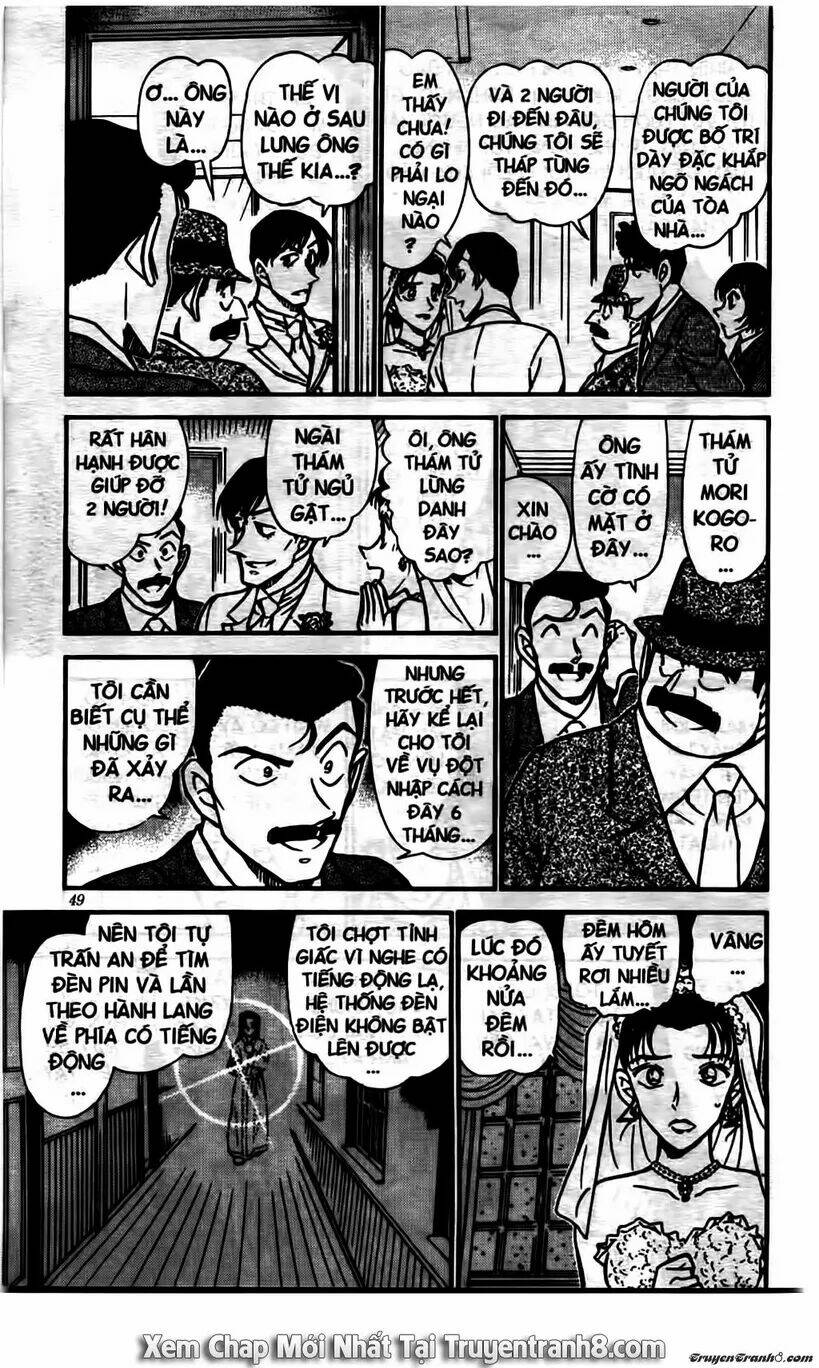 NGƯỜI CỦA
CHÚNG TÔI
ĐƯỢC BỐ TRÍ
DÀY ĐẶC KHẮP
NGÕ NGÁCH
CỦA TÒA
NHÀ...
VÀ 2 NGƯỜI
ĐI ĐẾN ĐÂU,
CHÚNG TÔI SẼ
THÁP TÙNG
ĐẾN ĐÓ...
EM
THẤY
CHƯA!
CÓ GÌ
PHẢI LO
NGẠI
NÀO
?
THẾ VỊ
NÀO Ở SAU
LƯNG ÔNG
THẾ KIA...?
Ơ... ÔNG
NÀY
LÀ...
THÁM
TỬ
MORI
KOGO-
RO
...
ÔNG
ẤY TÌNH
CỜ CÓ
MẶT Ở
ĐÂY...
XIN
CHÀO
...
ÔI, ÔNG
THÁM TỬ
LỪNG
DANH
ĐÂY
SAO?
NGÀI
THÁM
TỬ NGỦ
GẬT...
RẤT HÂN
HẠNH ĐƯỢC
GIÚP ĐỠ
2 NGƯỜI!
NHƯNG
TRƯỚC HẾT,
HÃY KỂ LẠI
CHO TÔI
VỀ VỤ ĐỘT
NHẬP CÁCH
ĐÂY 6
THÁNG...
TÔI CẦN
BIẾT CỤ THỂ
NHỮNG GÌ
ĐÃ XẢY
RA...
49
VÂNG
...
ĐÊM HÔM
ẤY TUYẾT
RƠI NHIỀU
LẮM...
LÚC ĐÓ
KHOẢNG
NỬA
ĐÊM
RỒI...
TÔI CHỢT TỈNH
GIẤC VÌ NGHE CÓ
TIẾNG ĐỘNG LẠ,
HỆ THỐNG ĐÈN
ĐIỆN KHÔNG BẬT
LÊN ĐƯỢC
...
NÊN TÔI TỰ
TRẤN AN ĐỂ TÌM
ĐÈN PIN VÀ LẦN
THEO HÀNH LANG
VỀ PHÍA CÓ TIẾNG
ĐỘNG
...
Xem Chap Mới Nhất Tại Truyentranh8.com
TruyenTranh8.com